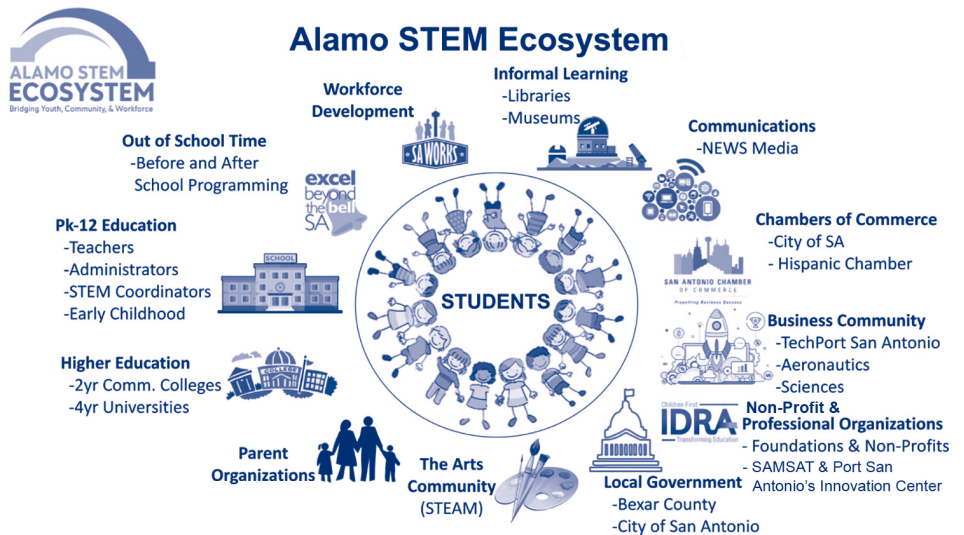 Alamo STEM Ecosystem
ALAMO STEM
ECOSYSTEM
Bridging Youth, Community, & Workforce
Workforce
Development
SA WORKS
Informal Learning
-Libraries
-Museums
Communications
-NEWS Media
Out of School Time
-Before and After
School Programming
excel
beyond
the bell
SA
Chambers of Commerce
-City of SA
- Hispanic Chamber
SAN ANTONIO CHAMBER
OF COMMERCE
Propelling Business Success
Pk-12 Education
-Teachers
-Administrators
-STEM Coordinators
-Early Childhood
SCHOOL
STUDENTS
Business Community
-TechPort San Antonio
-Aeronautics
-Sciences
Higher Education
-2yr Comm. Colleges
-4yr Universities
COLLEGE
Children First
IDRA
Transforming Education
Non-Profit &
Professional Organizations
- Foundations & Non-Profits
- SAMSAT & Port San
Antonio's Innovation Center
Parent
Organizations
The Arts
Community
(STEAM)
Local Government
-Bexar County
-City of San Antonio